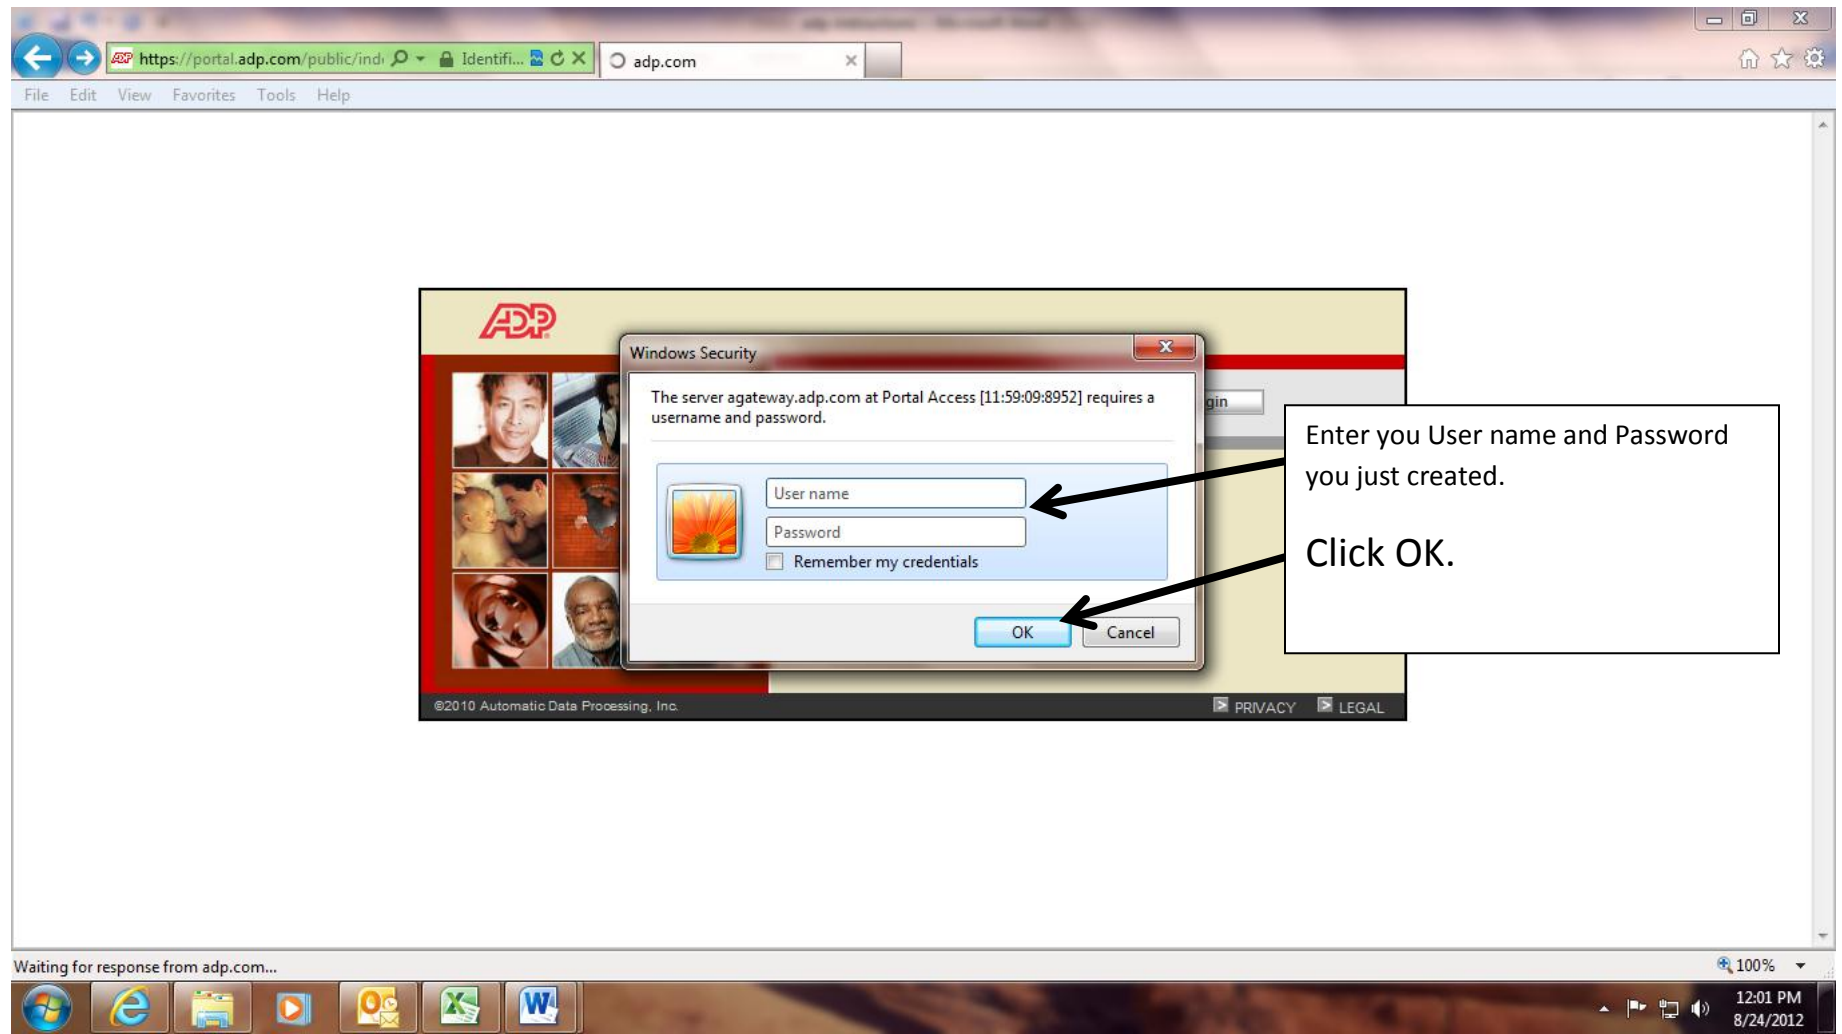 https://portal.adp.com/public/ind
Identifi...
adp.com
File Edit View Favorites Tools Help
ADP
Windows Security
The server agateway.adp.com at Portal Access [11:59:09:8952] requires a
username and password.
gin
User name
Password
Remember my credentials
OK
Cancel
Enter you User name and Password
you just created.
Click OK.
©2010 Automatic Data Processing, Inc.
PRIVACY
LEGAL
Waiting for response from adp.com...
100%
12:01 PM
8/24/2012